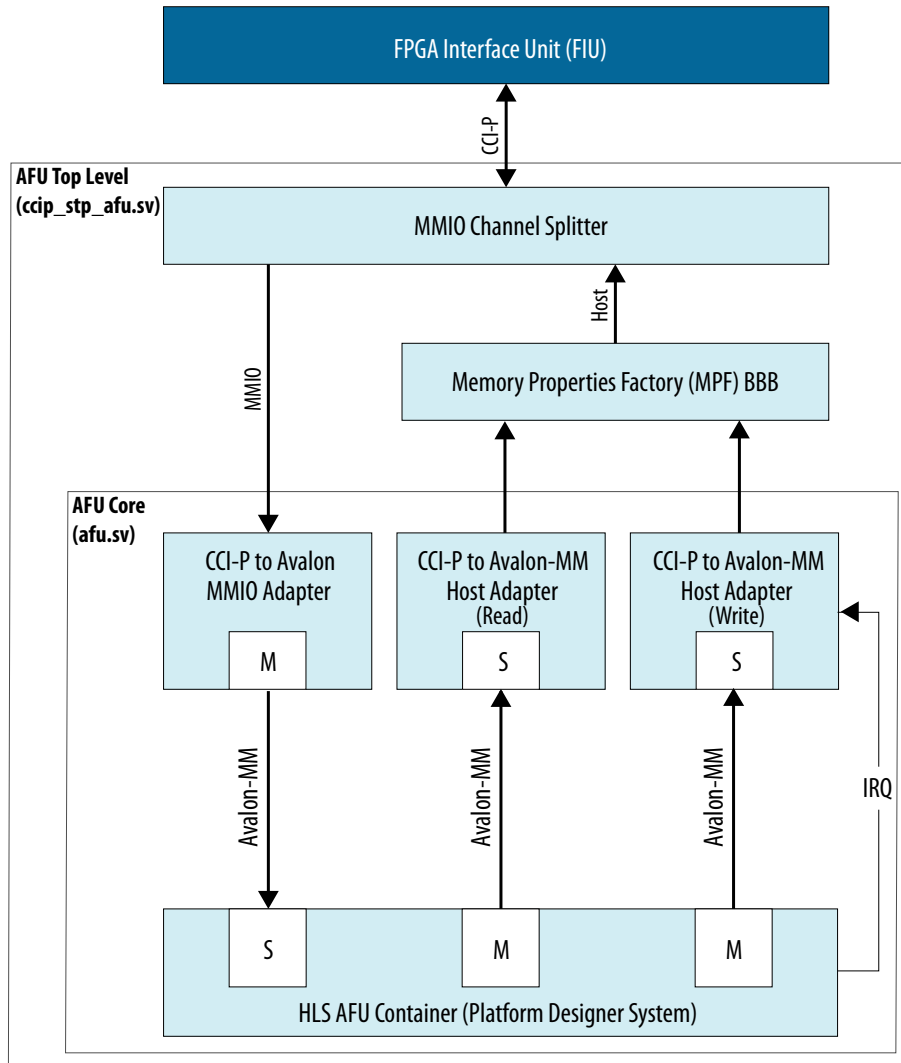 FPGA Interface Unit (FIU)
CCI-P
AFU Top Level
(ccip_stp_afu.sv)
MMIO Channel Splitter
MMIO
Host
Memory Properties Factory (MPF) BBB
AFU Core
(afu.sv)
CCI-P to Avalon
MMIO Adapter
M
CCI-P to Avalon-MM
Host Adapter
(Read)
S
CCI-P to Avalon-MM
Host Adapter
(Write)
S
Avalon-MM
Avalon-MM
Avalon-MM
IRQ
S
M
M
HLS AFU Container (Platform Designer System)